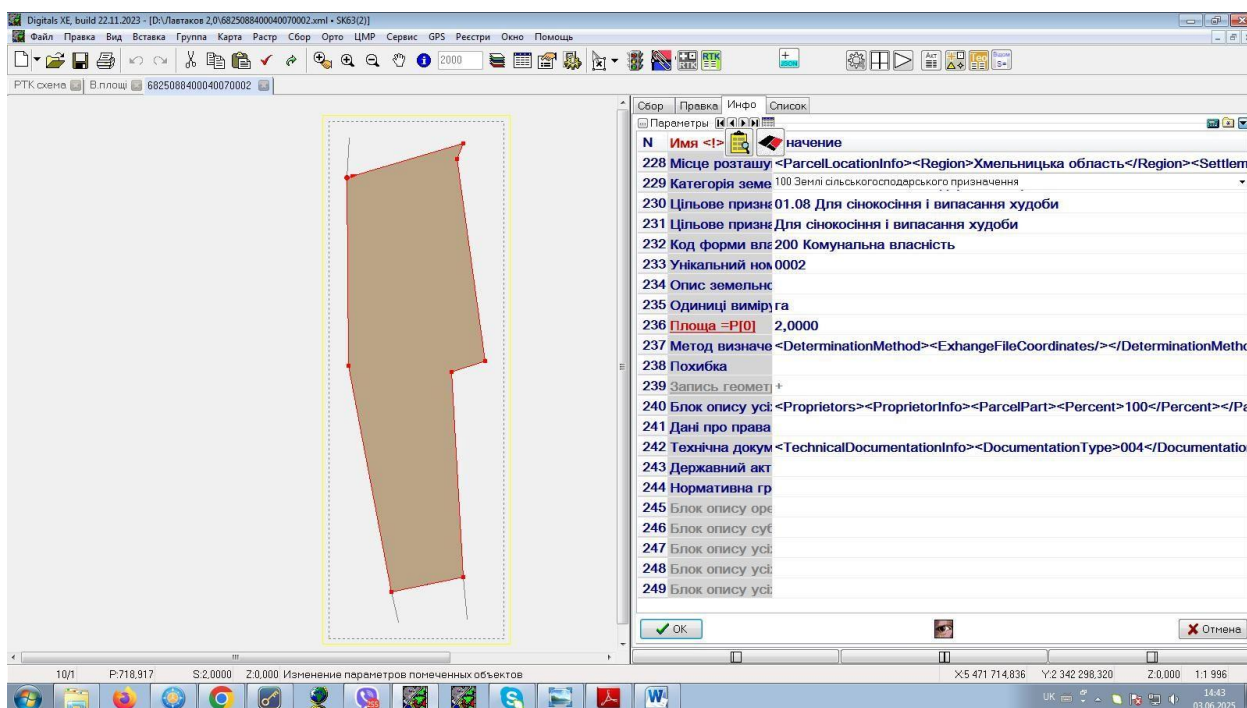 Digitals XE, build 22.11.2023 - [D:\Лавтаков 2,0\6825088400040070002.xml • SK63(2)]
Файл Правка Вид Вставка Группа Карта Растр Сбор Орто ЦМР Сервис GPS Реестри Окно Помощь
2000 RTK JSON
РТК схема В.площі 6825088400040070002
Сбор Правка Инфо Список
Параметры
N Имя <!> начение
228 Місце розташу <ParcelLocationInfo><Region>Хмельницька область</Region><Settlem
229 Категорія земе 100 Землі сільськогосподарського призначення
230 Цільове призна 01.08 Для сінокосіння і випасання худоби
231 Цільове призна Для сінокосіння і випасання худоби
232 Код форми вла 200 Комунальна власність
233 Унікальний ном 0002
234 Опис земельно
235 Одиниці виміру га
236 Площа =P[0] 2,0000
237 Метод визначе <DeterminationMethod><ExhangeFileCoordinates/></DeterminationMetho
238 Похибка
239 Запись геомет +
240 Блок опису усі: <Proprietors><ProprietorInfo><ParcelPart><Percent>100</Percent></Pa
241 Дані про права
242 Технічна докум <TechnicalDocumentationInfo><DocumentationType>004</Documentatio
243 Державний акт
244 Нормативна гр
245 Блок опису оре
246 Блок опису суб
247 Блок опису усі:
248 Блок опису усі:
249 Блок опису усі:
OK Отмена
10/1 P:718,917 S:2,0000 Z:0,000 Изменение параметров помеченных объектов X:5 471 714,836 Y:2 342 298,320 Z:0,000 1:1 996
UK 14:43
03.06.2025